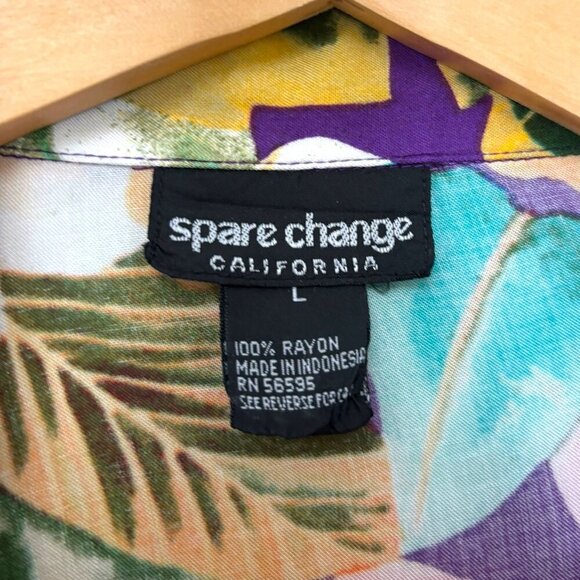 spare change
CALIFORNIA
L
100% RAYON
MADE IN INDONESIA
RN 56595
SEE REVERSE FOR